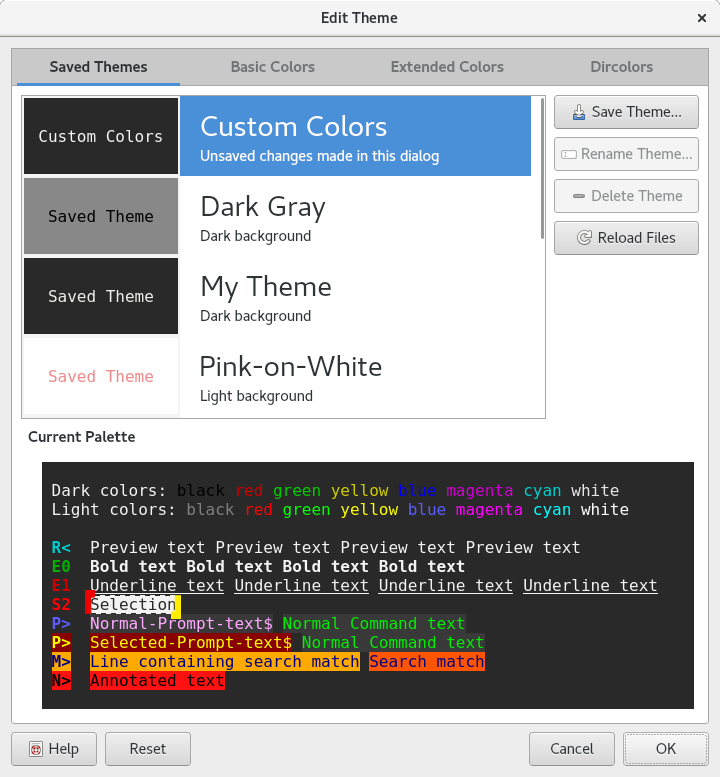 Edit Theme
Saved Themes Basic Colors Extended Colors Dircolors
Custom Colors
Custom Colors
Unsaved changes made in this dialog
Saved Theme
Dark Gray
Dark background
Saved Theme
My Theme
Dark background
Saved Theme
Pink-on-White
Light background
Save Theme...
Rename Theme...
Delete Theme
Reload Files
Current Palette
Dark colors: black red green yellow blue magenta cyan white
Light colors: black red green yellow blue magenta cyan white
R< Preview text Preview text Preview text Preview text
E0 Bold text Bold text Bold text Bold text
E1 Underline text Underline text Underline text Underline text
S2 Selection
P> Normal-Prompt-text$ Normal Command text
P> Selected-Prompt-text$ Normal Command text
M> Line containing search match Search match
N> Annotated text
Help Reset Cancel OK